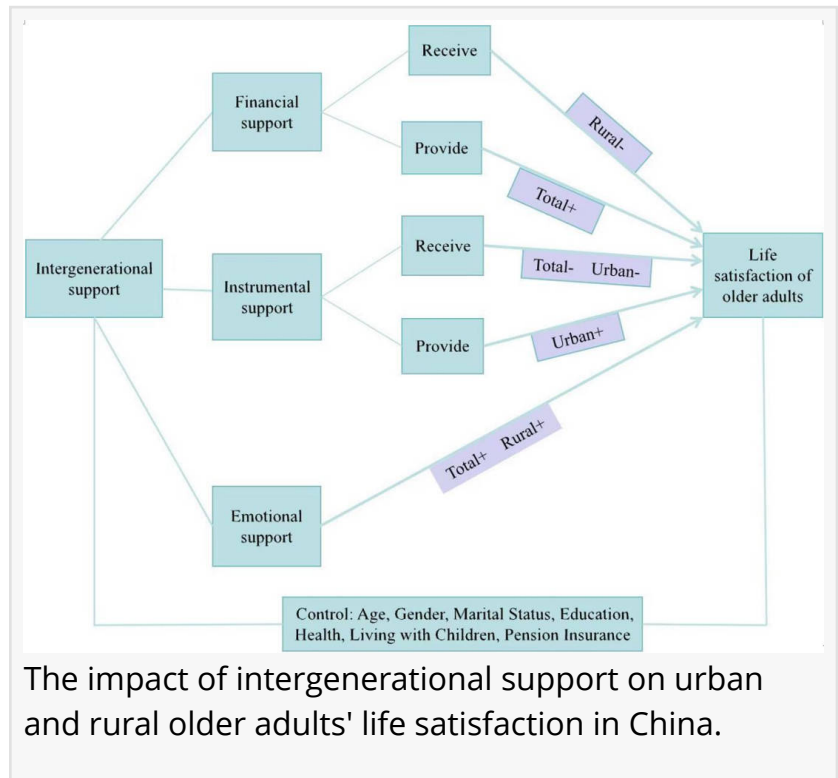 Receive
Financial
support
Rural-
Provide
Total+
Receive
Intergenerational
support
Instrumental
support
Total- Urban-
Life
satisfaction of
older adults
Provide
Urban+
Total+ Rural+
Emotional
support
Control: Age, Gender, Marital Status, Education,
Health, Living with Children, Pension Insurance
The impact of intergenerational support on urban
and rural older adults' life satisfaction in China.